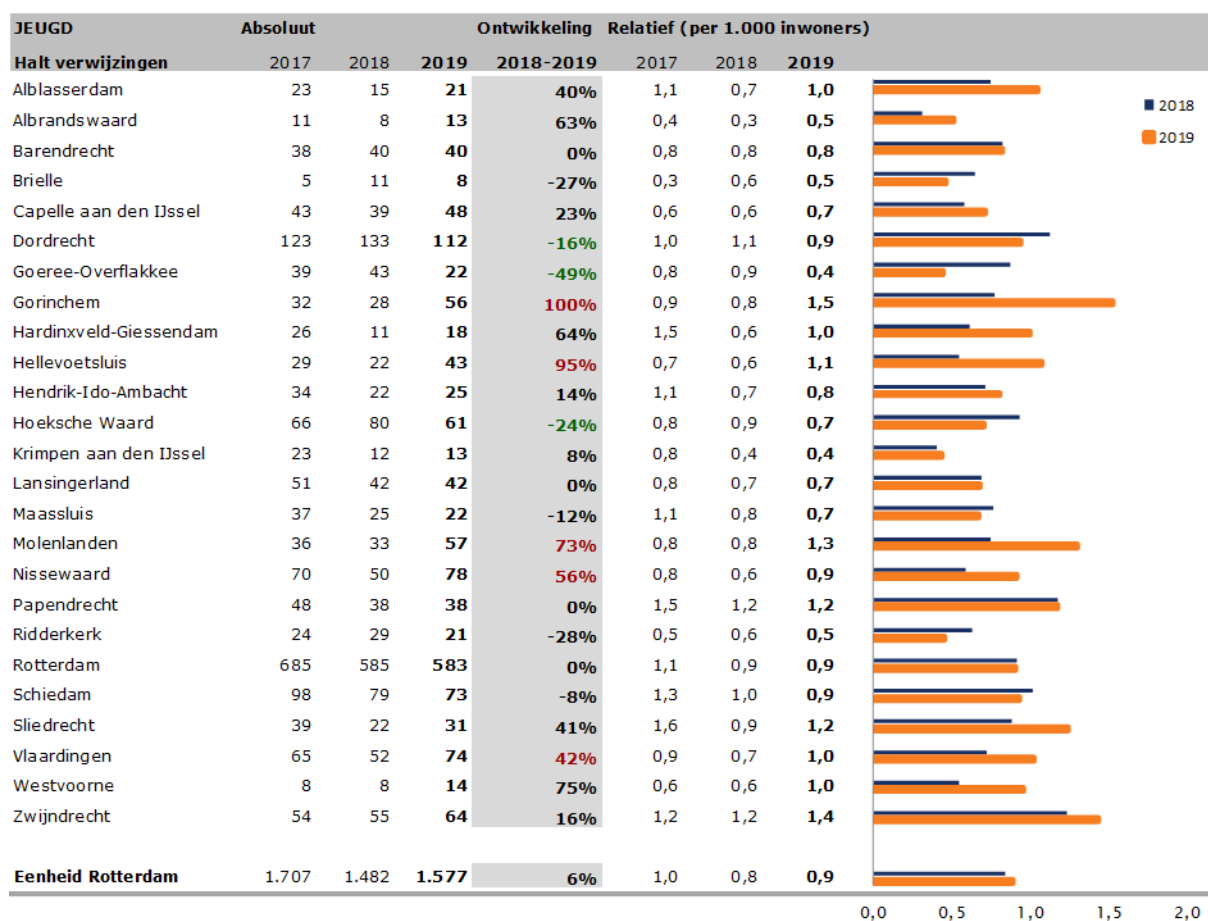 JEUGD Absoluut Ontwikkeling Relatief (per 1.000 inwoners)
Halt verwijzingen 2017 2018 2019 2018-2019 2017 2018 2019
Alblasserdam 23 15 21 40% 1,1 0,7 1,0
2018
Albrandswaard 11 8 13 63% 0,4 0,3 0,5
2019
Barendrecht 38 40 40 0% 0,8 0,8 0,8
Brielle 5 11 8 -27% 0,3 0,6 0,5
Capelle aan den IJssel 43 39 48 23% 0,6 0,6 0,7
Dordrecht 123 133 112 -16% 1,0 1,1 0,9
Goeree-Overflakkee 39 43 22 -49% 0,8 0,9 0,4
Gorinchem 32 28 56 100% 0,9 0,8 1,5
Hardinxveld-Giessendam 26 11 18 64% 1,5 0,6 1,0
Hellevoetsluis 29 22 43 95% 0,7 0,6 1,1
Hendrik-Ido-Ambacht 34 22 25 14% 1,1 0,7 0,8
Hoeksche Waard 66 80 61 -24% 0,8 0,9 0,7
Krimpen aan den IJssel 23 12 13 8% 0,8 0,4 0,4
Lansingerland 51 42 42 0% 0,8 0,7 0,7
Maassluis 37 25 22 -12% 1,1 0,8 0,7
Molenlanden 36 33 57 73% 0,8 0,8 1,3
Nissewaard 70 50 78 56% 0,8 0,6 0,9
Papendrecht 48 38 38 0% 1,5 1,2 1,2
Ridderkerk 24 29 21 -28% 0,5 0,6 0,5
Rotterdam 685 585 583 0% 1,1 0,9 0,9
Schiedam 98 79 73 -8% 1,3 1,0 0,9
Sliedrecht 39 22 31 41% 1,6 0,9 1,2
Vlaardingen 65 52 74 42% 0,9 0,7 1,0
Westvoorne 8 8 14 75% 0,6 0,6 1,0
Zwijndrecht 54 55 64 16% 1,2 1,2 1,4
Eenheid Rotterdam 1.707 1.482 1.577 6% 1,0 0,8 0,9
0,0 0,5 1,0 1,5 2,0